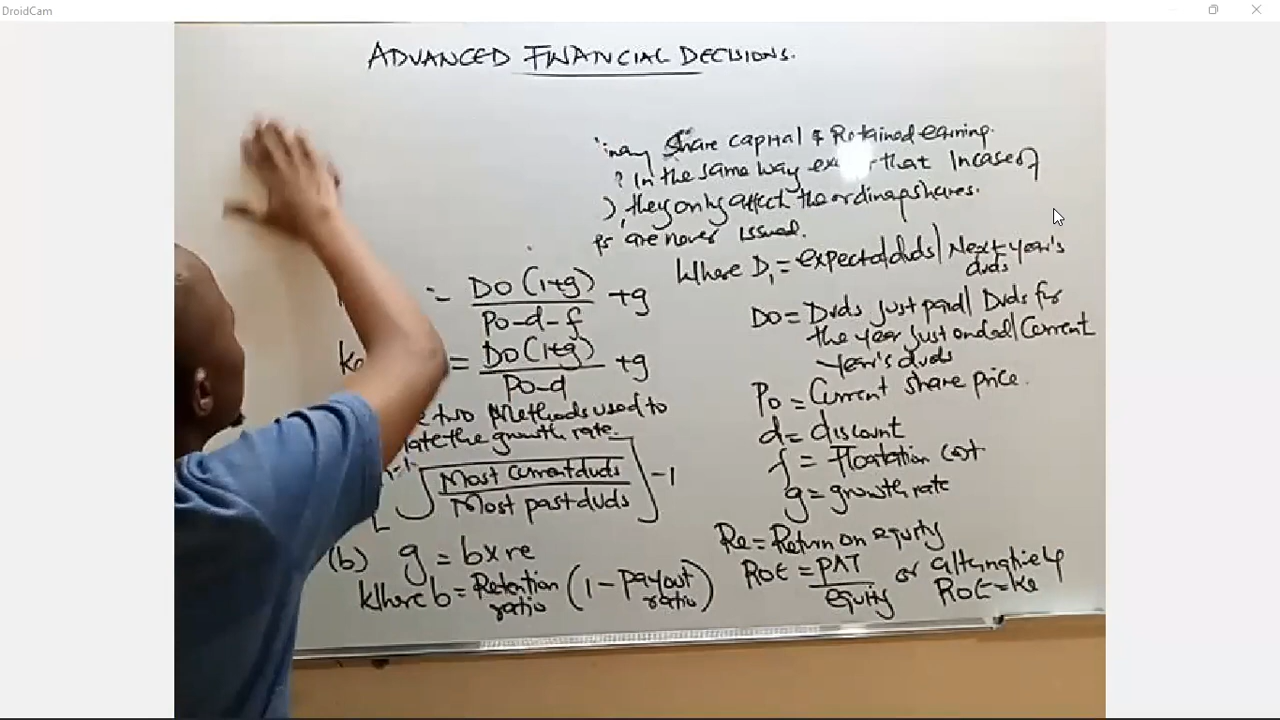 DroidCam
ADVANCED FINANCIAL DECISIONS.
Share capital & Retained earning.
? In the same way that Incase of
), they only affect the ordinary shares.
are never issued.
Where D1 = expected dvds/Next year's dvds
= Do(1+g) / Po-d-f +g
Do = Dvds just paid/Dvds for
the year just ended/Current
year's dvds
ke = Do(1+g) / Po-d +g
Po = Current share price.
two methods used to
the growth rate.
d = discount
f = Floatation cost
g = growth rate
[√ Most current dvds / Most past dvds ] -1
Re = Return on equity
(b) g = b x re
ROE = PAT / equity or alternatively
ROE = ke
Where b = Retention ratio (1 - Payout ratio)